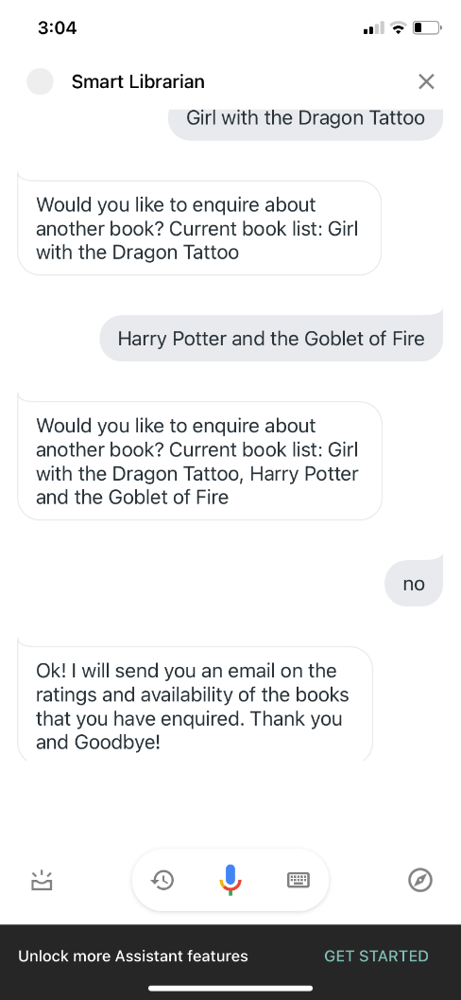 3:04
Smart Librarian
Girl with the Dragon Tattoo
Would you like to enquire about
another book? Current book list: Girl
with the Dragon Tattoo
Harry Potter and the Goblet of Fire
Would you like to enquire about
another book? Current book list: Girl
with the Dragon Tattoo, Harry Potter
and the Goblet of Fire
no
Ok! I will send you an email on the
ratings and availability of the books
that you have enquired. Thank you
and Goodbye!
Unlock more Assistant features GET STARTED